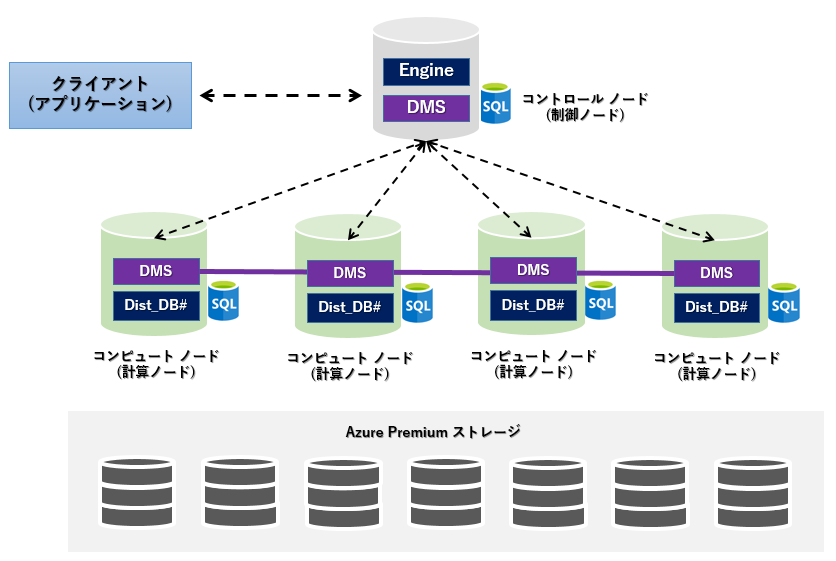 Engine
クライアント
(アプリケーション)
DMS
SQL
コントロール ノード
(制御ノード)
DMS
DMS
DMS
DMS
Dist_DB#
SQL
Dist_DB#
SQL
Dist_DB#
SQL
Dist_DB#
SQL
コンピュート ノード
(計算ノード)
コンピュート ノード
(計算ノード)
コンピュート ノード
(計算ノード)
コンピュート ノード
(計算ノード)
Azure Premium ストレージ